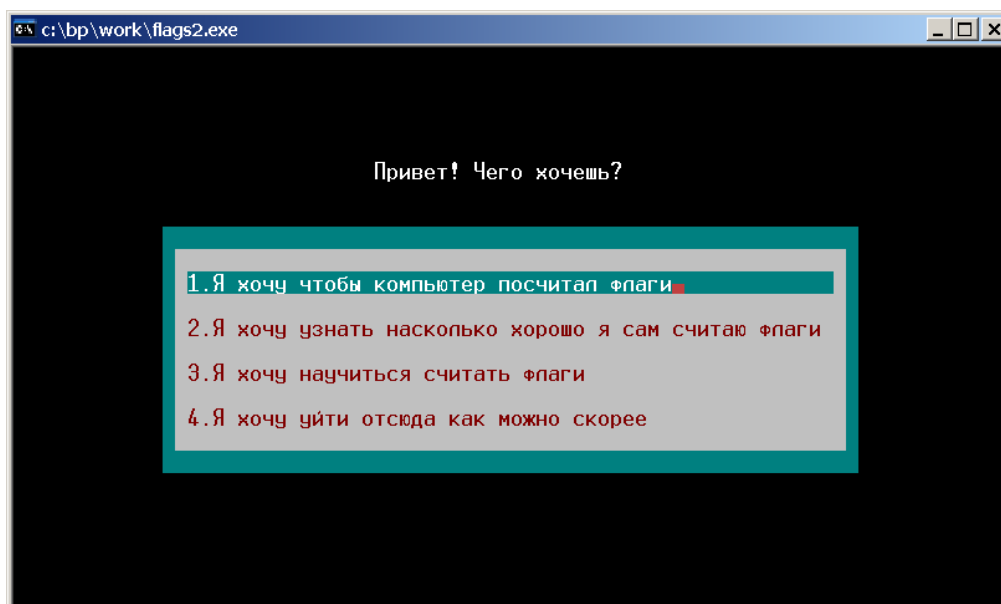 c:\bp\work\flags2.exe
Привет! Чего хочешь?
1.Я хочу чтобы компьютер посчитал флаги
2.Я хочу узнать насколько хорошо я сам считаю флаги
3.Я хочу научиться считать флаги
4.Я хочу уйти отсюда как можно скорее